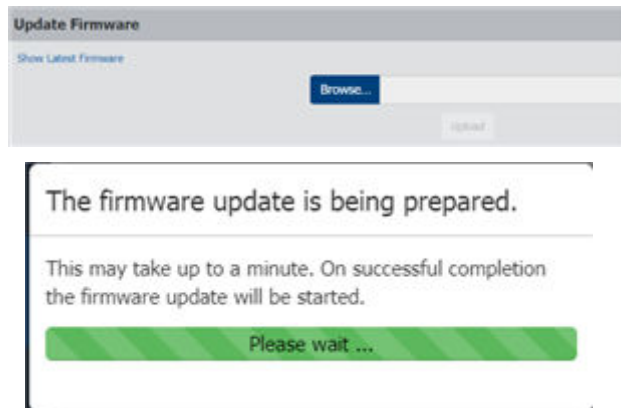 Update Firmware
Show Latest Firmware
Browse...
Upload
The firmware update is being prepared.
This may take up to a minute. On successful completion
the firmware update will be started.
Please wait ...